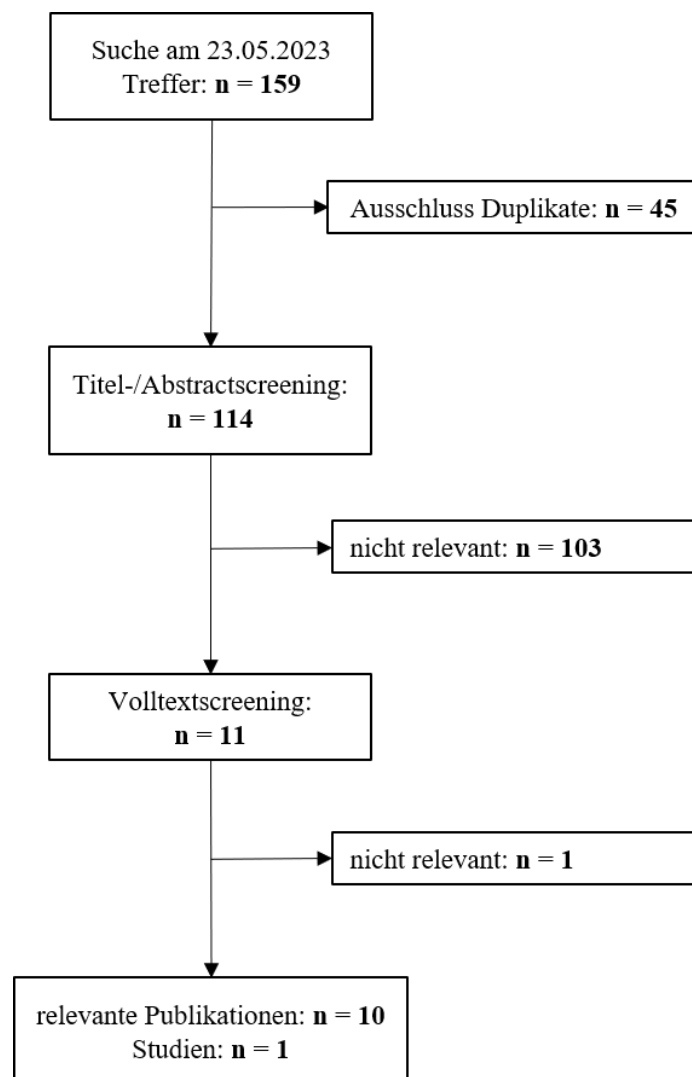 Suche am 23.05.2023
Treffer: n = 159
Ausschluss Duplikate: n = 45
Titel-/Abstractscreening:
n = 114
nicht relevant: n = 103
Volltextscreening:
n = 11
nicht relevant: n = 1
relevante Publikationen: n = 10
Studien: n = 1